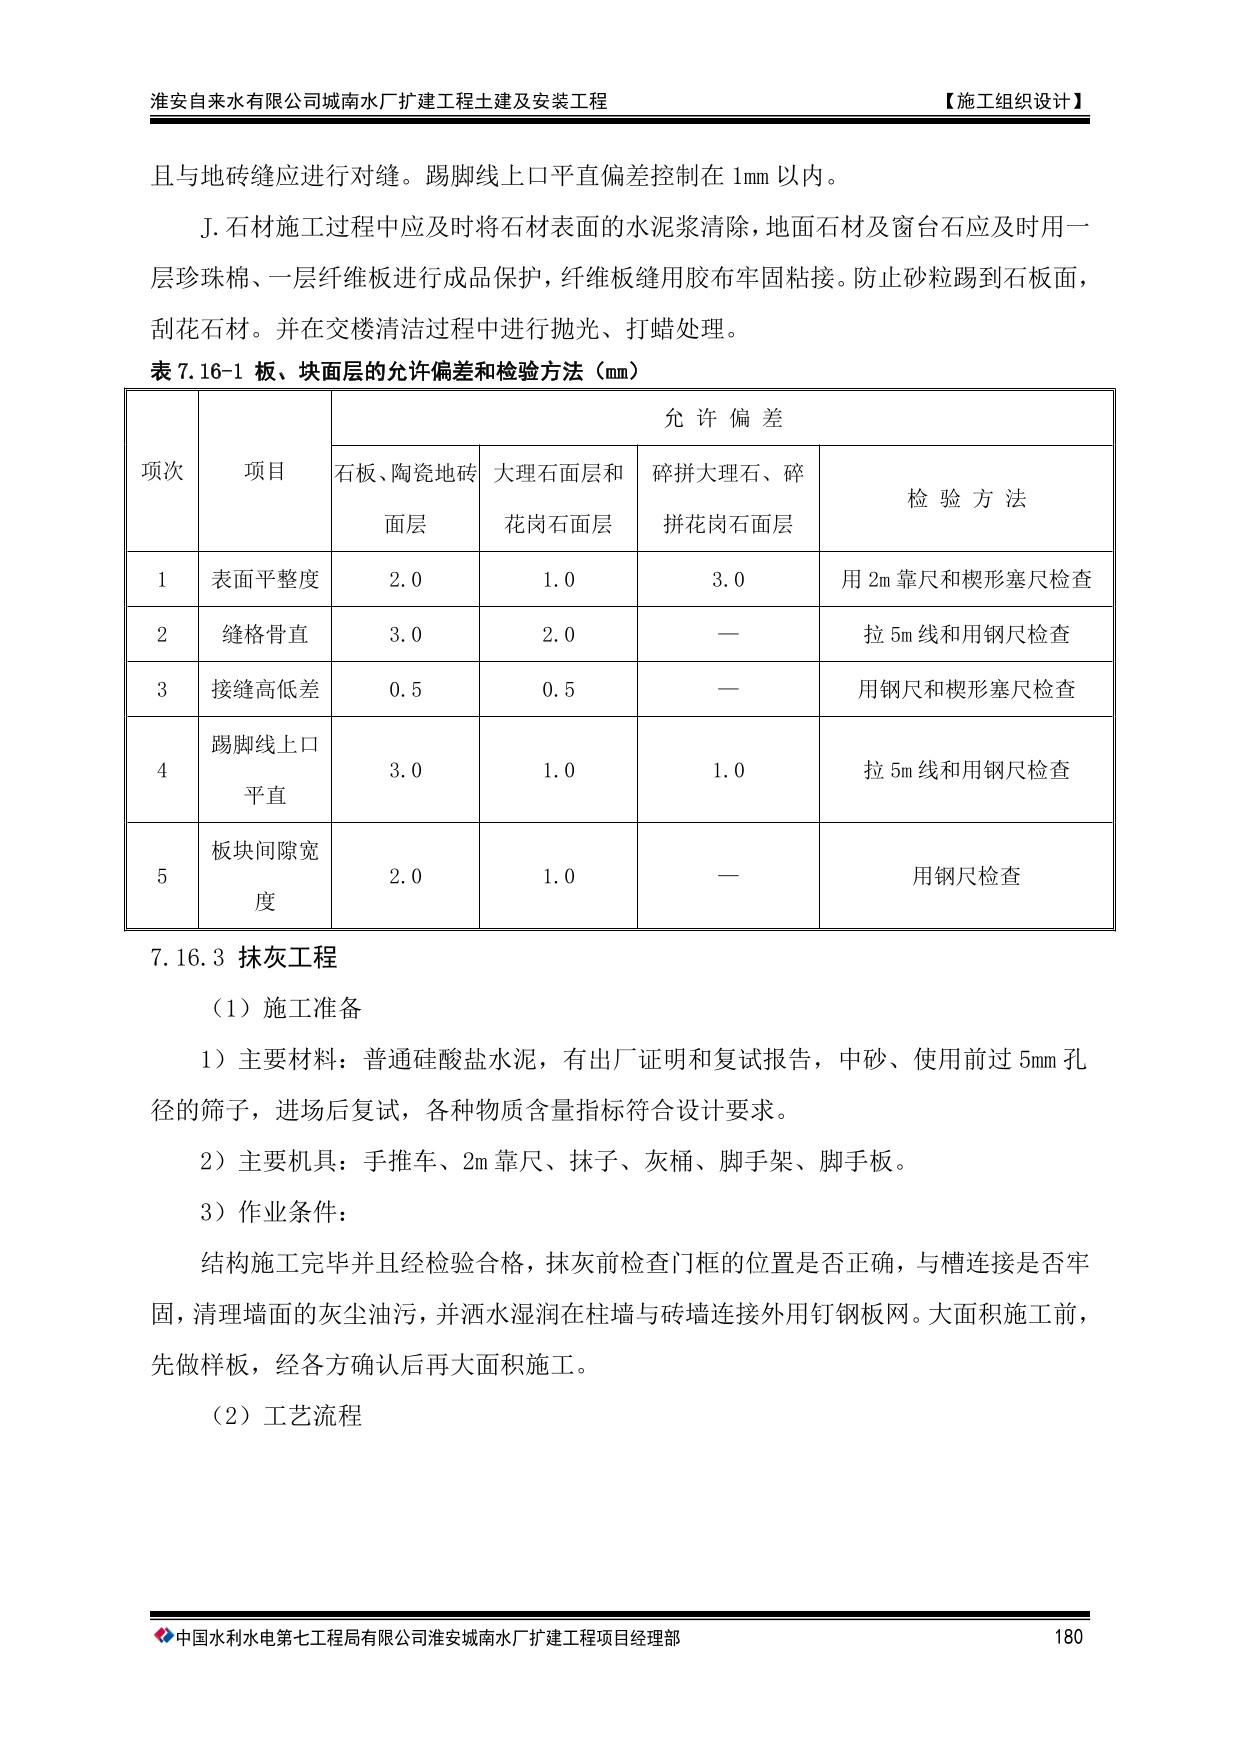 淮安自来水有限公司城南水厂扩建工程土建及安装工程 【施工组织设计】
且与地砖缝应进行对缝。踢脚线上口平直偏差控制在 1mm 以内。
J.石材施工过程中应及时将石材表面的水泥浆清除，地面石材及窗台石应及时用一
层珍珠棉、一层纤维板进行成品保护，纤维板缝用胶布牢固粘接。防止砂粒踢到石板面，
刮花石材。并在交楼清洁过程中进行抛光、打蜡处理。
表 7.16-1 板、块面层的允许偏差和检验方法（mm）
项次 项目 允 许 偏 差
石板、陶瓷地砖 大理石面层和 碎拼大理石、碎 检 验 方 法
面层 花岗石面层 拼花岗石面层
1 表面平整度 2.0 1.0 3.0 用 2m 靠尺和楔形塞尺检查
2 缝格骨直 3.0 2.0 — 拉 5m 线和用钢尺检查
3 接缝高低差 0.5 0.5 — 用钢尺和楔形塞尺检查
4 踢脚线上口 3.0 1.0 1.0 拉 5m 线和用钢尺检查
平直
5 板块间隙宽 2.0 1.0 — 用钢尺检查
度
7.16.3 抹灰工程
（1）施工准备
1）主要材料：普通硅酸盐水泥，有出厂证明和复试报告，中砂、使用前过 5mm 孔
径的筛子，进场后复试，各种物质含量指标符合设计要求。
2）主要机具：手推车、2m 靠尺、抹子、灰桶、脚手架、脚手板。
3）作业条件：
结构施工完毕并且经检验合格，抹灰前检查门框的位置是否正确，与槽连接是否牢
固，清理墙面的灰尘油污，并洒水湿润在柱墙与砖墙连接外用钉钢板网。大面积施工前，
先做样板，经各方确认后再大面积施工。
（2）工艺流程
中国水利水电第七工程局有限公司淮安城南水厂扩建工程项目经理部 180